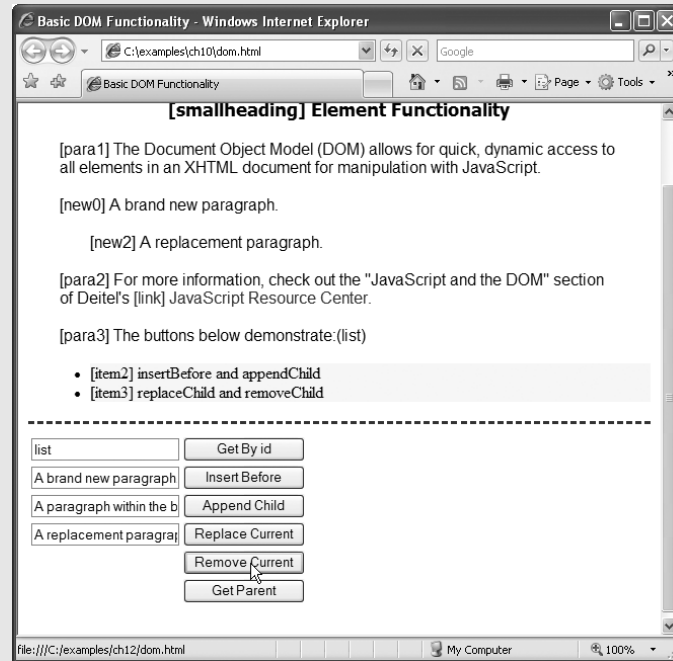 Basic DOM Functionality - Windows Internet Explorer
C:\examples\ch10\dom.html
Google
Basic DOM Functionality
Page
Tools
[smallheading] Element Functionality
[para1] The Document Object Model (DOM) allows for quick, dynamic access to
all elements in an XHTML document for manipulation with JavaScript.
[new0] A brand new paragraph.
[new2] A replacement paragraph.
[para2] For more information, check out the "JavaScript and the DOM" section
of Deitel's [link] JavaScript Resource Center.
[para3] The buttons below demonstrate:(list)
• [item2] insertBefore and appendChild
• [item3] replaceChild and removeChild
list Get By id
A brand new paragraph Insert Before
A paragraph within the b Append Child
A replacement paragrap Replace Current
Remove Current
Get Parent
file:///C:/examples/ch12/dom.html My Computer 100%